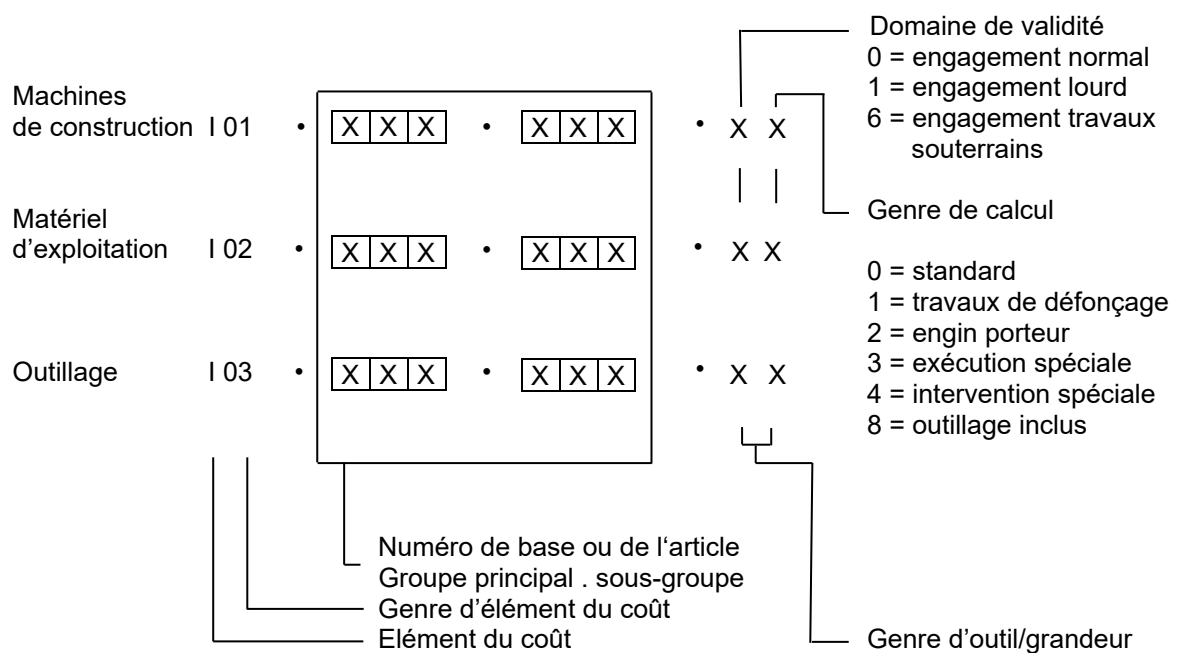 Domaine de validité
0 = engagement normal
1 = engagement lourd
6 = engagement travaux
souterrains
Machines
de construction I 01 • X X X • X X X • X X
Genre de calcul
Matériel
d’exploitation I 02 • X X X • X X X • X X
0 = standard
1 = travaux de défonçage
2 = engin porteur
3 = exécution spéciale
4 = intervention spéciale
8 = outillage inclus
Outillage I 03 • X X X • X X X • X X
Numéro de base ou de l‘article
Groupe principal . sous-groupe
Genre d’élément du coût
Elément du coût
Genre d’outil/grandeur